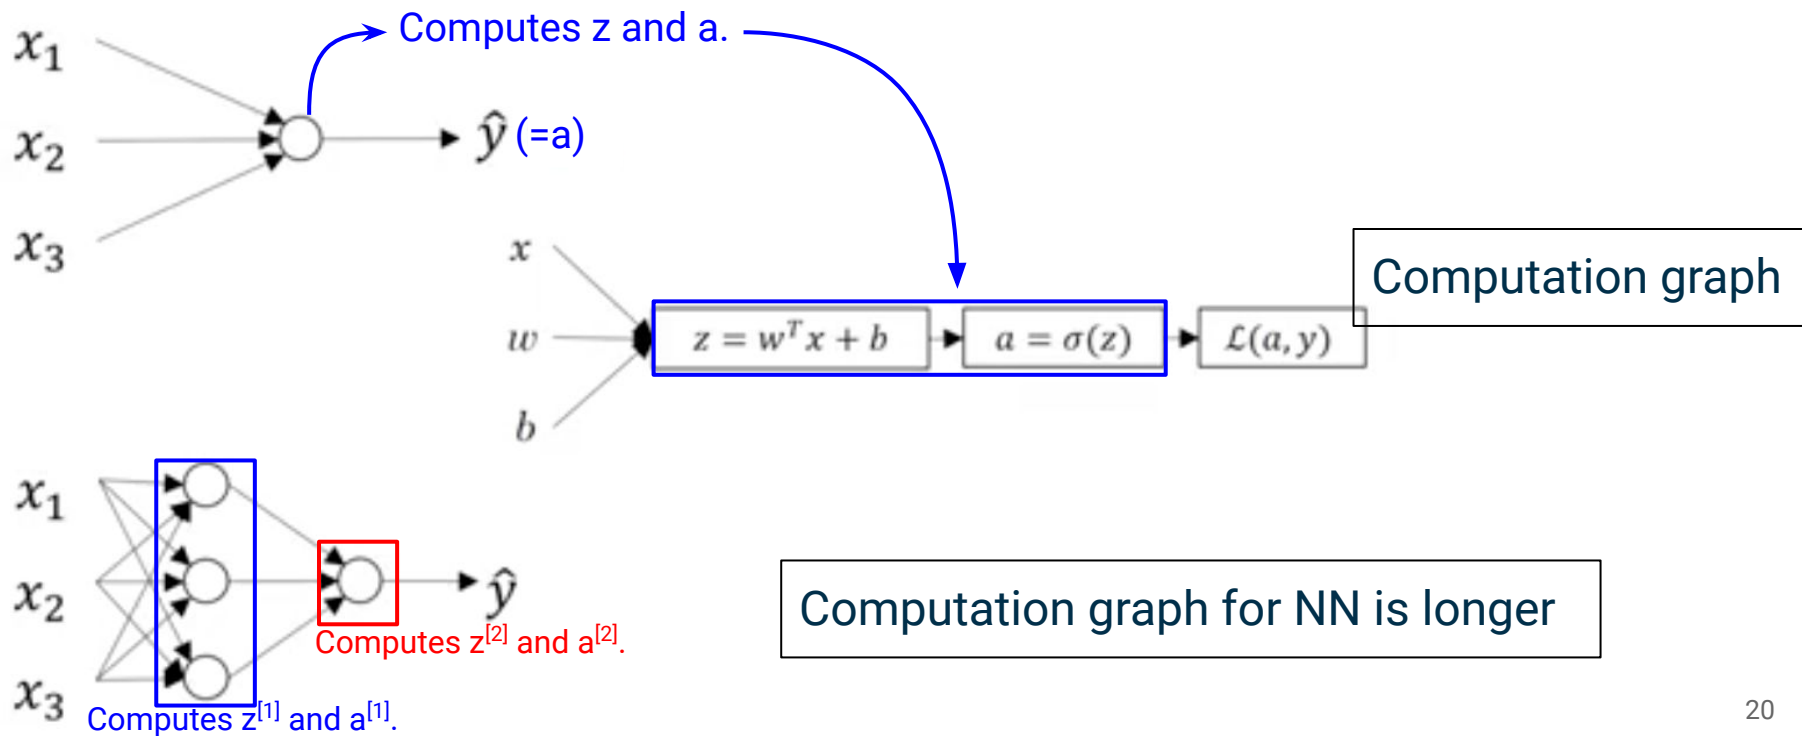 Computes z and a.
x₁
x₂
x₃
ŷ (=a)
x
w
b
z = wᵀx + b
a = σ(z)
ℒ(a, y)
Computation graph
x₁
x₂
x₃
ŷ
Computes z[2] and a[2].
Computes z[1] and a[1].
Computation graph for NN is longer
20